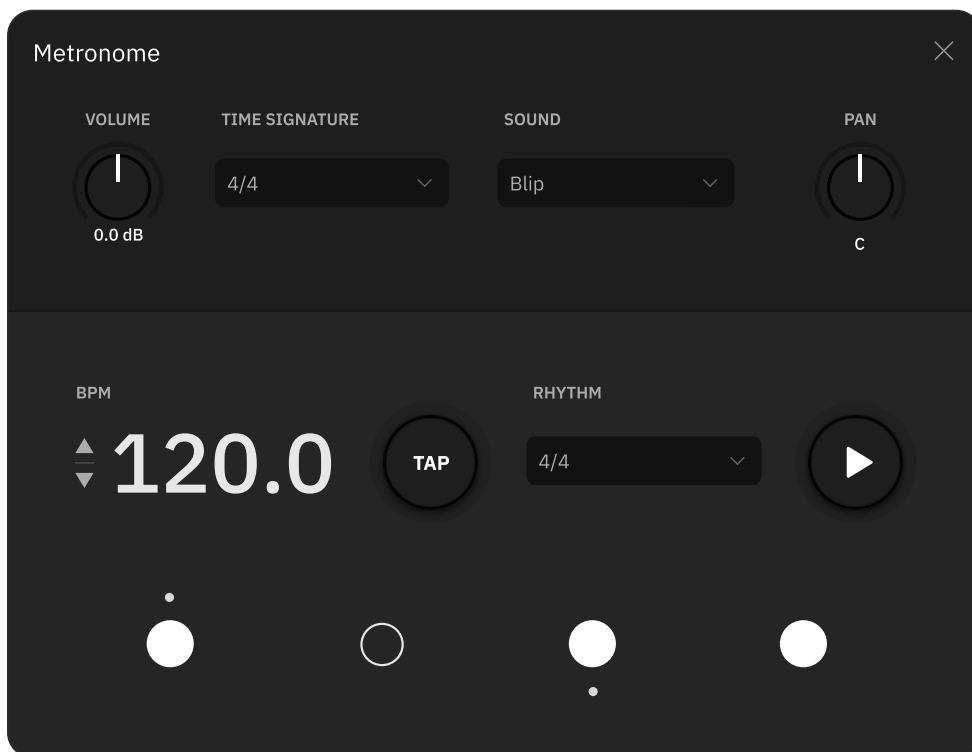 Metronome
VOLUME
TIME SIGNATURE
SOUND
PAN
4/4
Blip
0.0 dB
C
BPM
RHYTHM
120.0
TAP
4/4